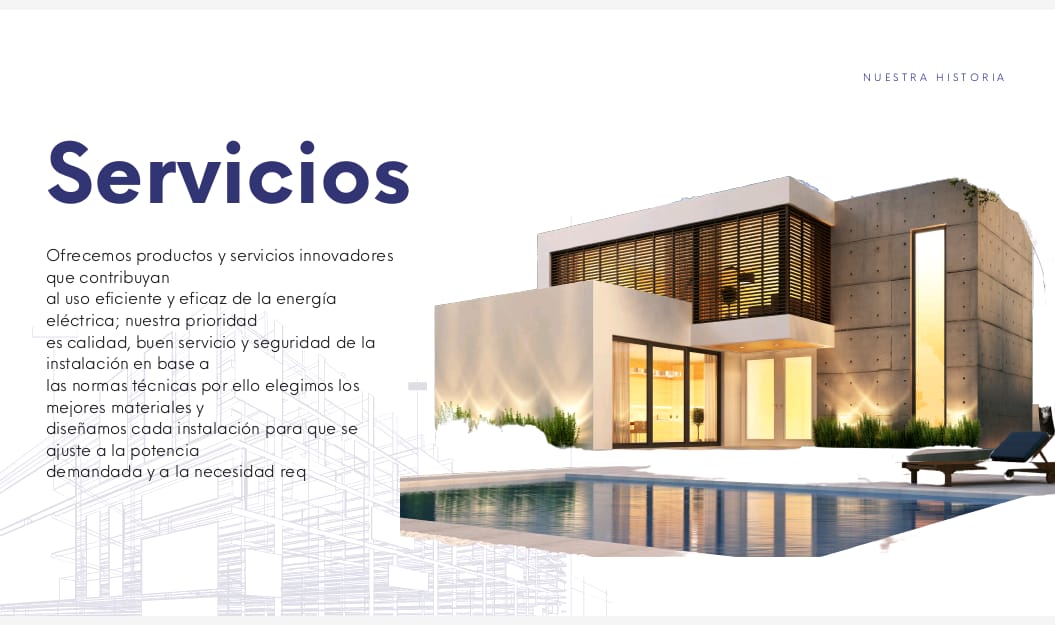 NUESTRA HISTORIA
Servicios
Ofrecemos productos y servicios innovadores
que contribuyan
al uso eficiente y eficaz de la energía
eléctrica; nuestra prioridad
es calidad, buen servicio y seguridad de la
instalación en base a
las normas técnicas por ello elegimos los
mejores materiales y
diseñamos cada instalación para que se
ajuste a la potencia
demandada y a la necesidad req